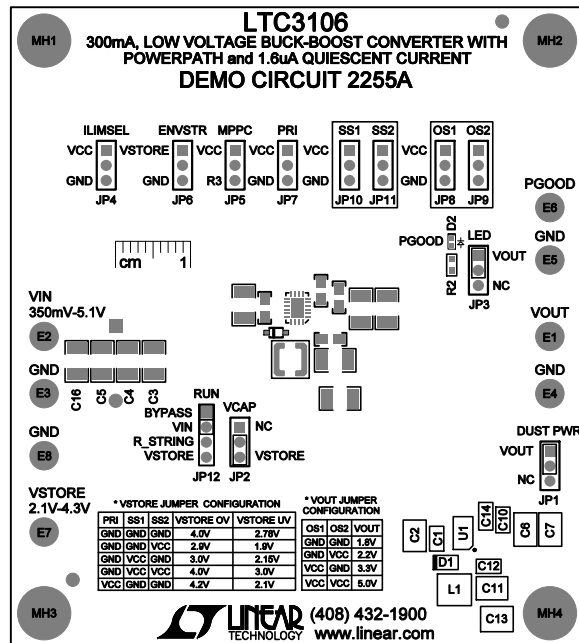 LTC3106
300mA, LOW VOLTAGE BUCK-BOOST CONVERTER WITH
POWERPATH and 1.6uA QUIESCENT CURRENT
DEMO CIRCUIT 2255A
MH1
MH2
ILIMSEL ENVSTR MPPC PRI SS1 SS2 OS1 OS2
VCC VSTORE VCC VCC VCC VCC
GND GND R3 GND GND GND
JP4 JP6 JP5 JP7 JP10 JP11 JP8 JP9
PGOOD
E6
GND
E5
D2
PGOOD
R2
LED
VOUT
NC
JP3
cm 1
VIN
350mV-5.1V
E2
GND
E3
C16 C5 C4 C3
VOUT
E1
GND
E4
GND
E8
RUN
BYPASS
VIN
R_STRING
VSTORE
JP12
VCAP
NC
VSTORE
JP2
DUST PWR
VOUT
NC
JP1
VSTORE
2.1V-4.3V
E7
* VSTORE JUMPER CONFIGURATION
PRI SS1 SS2 VSTORE OV VSTORE UV
GND GND GND 4.0V 2.78V
GND GND VCC 2.9V 1.9V
GND VCC GND 3.0V 2.15V
GND VCC VCC 4.0V 3.0V
VCC GND VCC 4.2V 2.1V
* VOUT JUMPER
CONFIGURATION
OS1 OS2 VOUT
GND GND 1.8V
GND VCC 2.2V
VCC GND 3.3V
VCC VCC 5.0V
C2 C1 U1 C14 C10 C6 C7
D1 C12
L1 C11
C13
MH3
LINEAR
TECHNOLOGY
(408) 432-1900
www.linear.com
MH4